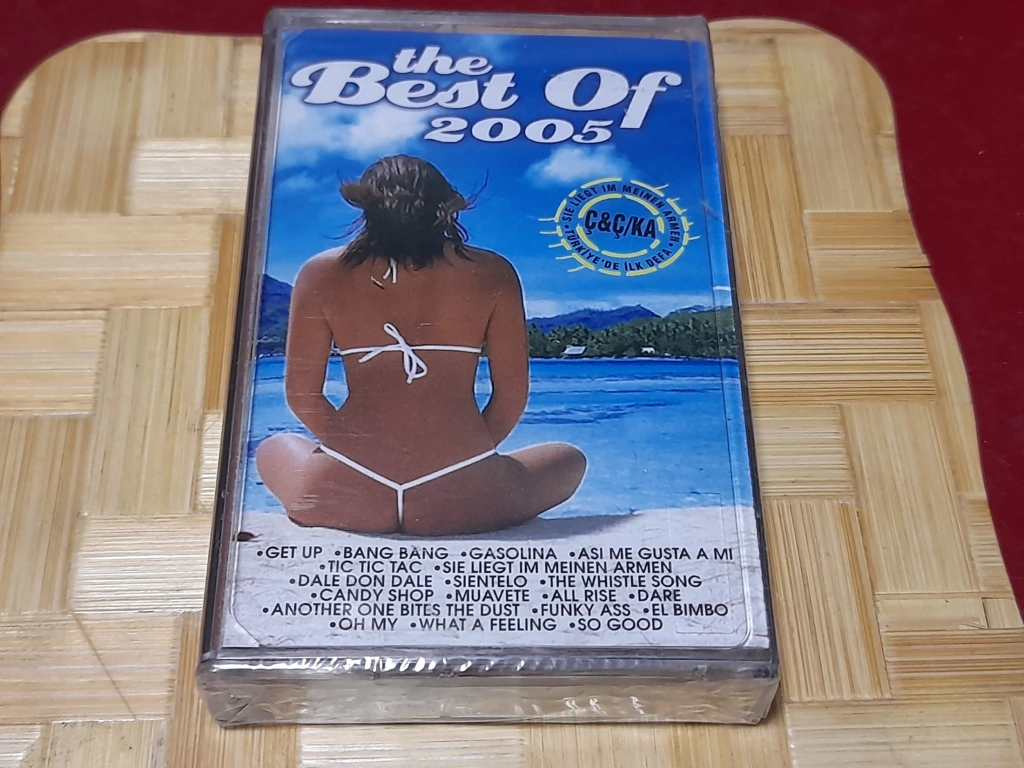 the
Best Of
2005
SIE LIEGT IM MEINEN ARMEN
Ç&Ç/KA
TÜRKİYE'DE İLK DEFA
•GET UP •BANG BANG •GASOLINA •ASI ME GUSTA A MI
•TIC TIC TAC •SIE LIEGT IM MEINEN ARMEN
•DALE DON DALE •SIENTELO •THE WHISTLE SONG
•CANDY SHOP •MUAVETE •ALL RISE •DARE
•ANOTHER ONE BITES THE DUST •FUNKY ASS •EL BIMBO
•OH MY •WHAT A FEELING •SO GOOD